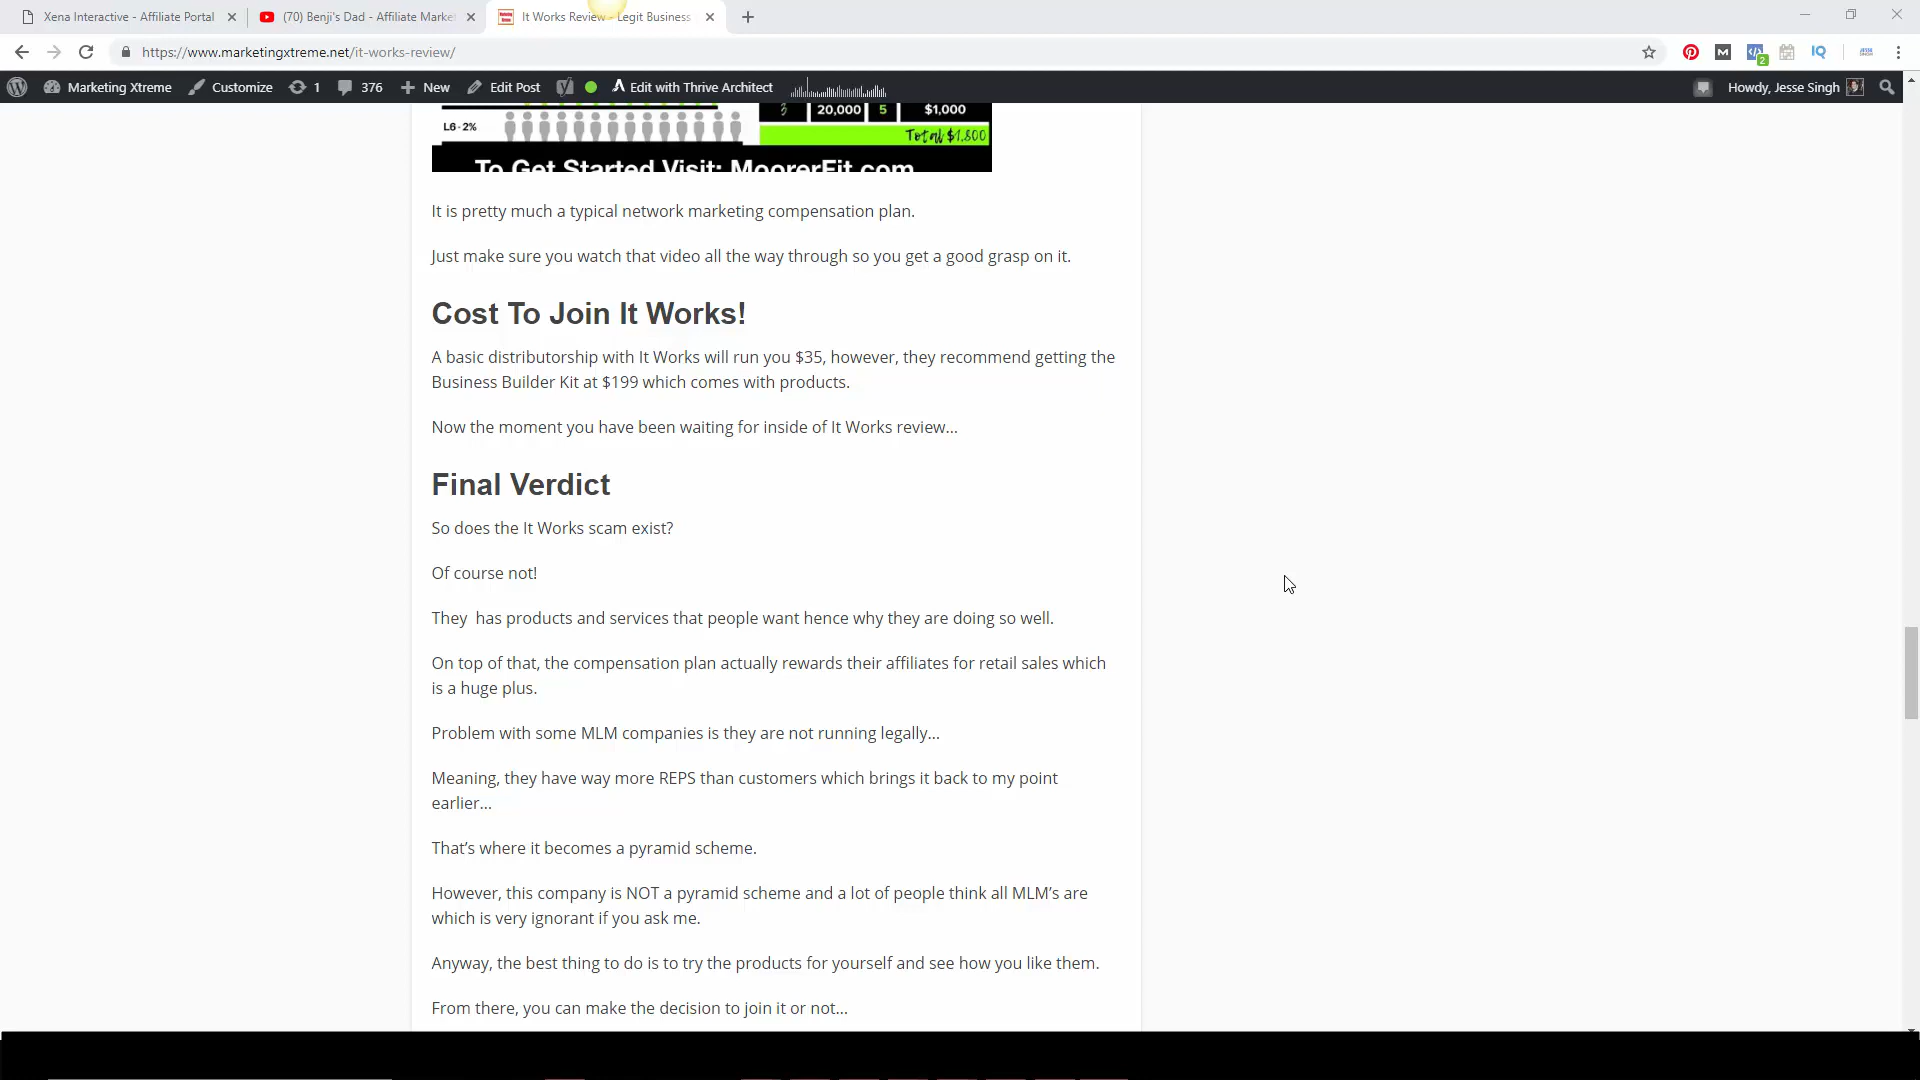 Xena Interactive - Affiliate Portal
(70) Benji's Dad - Affiliate Marke
It Works Review - Legit Business
https://www.marketingxtreme.net/it-works-review/
2
Marketing Xtreme
Customize
1
376
New
Edit Post
Edit with Thrive Architect
Howdy, Jesse Singh
L6 - 2%
20,000
5
$1,000
Total $1,800
To Get Started Visit: MoorerFit.com
It is pretty much a typical network marketing compensation plan.
Just make sure you watch that video all the way through so you get a good grasp on it.
Cost To Join It Works!
A basic distributorship with It Works will run you $35, however, they recommend getting the
Business Builder Kit at $199 which comes with products.
Now the moment you have been waiting for inside of It Works review...
Final Verdict
So does the It Works scam exist?
Of course not!
They  has products and services that people want hence why they are doing so well.
On top of that, the compensation plan actually rewards their affiliates for retail sales which
is a huge plus.
Problem with some MLM companies is they are not running legally...
Meaning, they have way more REPS than customers which brings it back to my point
earlier...
That's where it becomes a pyramid scheme.
However, this company is NOT a pyramid scheme and a lot of people think all MLM's are
which is very ignorant if you ask me.
Anyway, the best thing to do is to try the products for yourself and see how you like them.
From there, you can make the decision to join it or not...